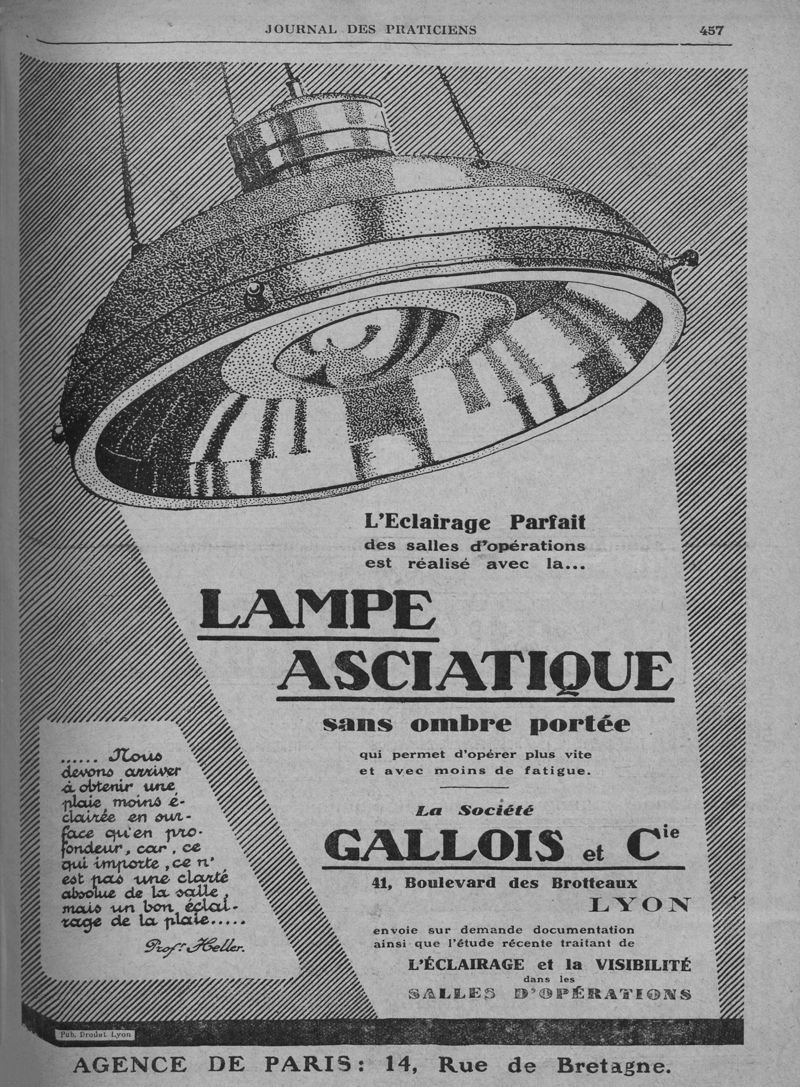 JOURNAL DES PRATICIENS
457
L'Eclairage Parfait
des salles d'opérations
est réalisé avec la...
LAMPE
ASCIATIQUE
sans ombre portée
qui permet d'opérer plus vite
et avec moins de fatigue.
...... Nous
devons arriver
à obtenir une
plaie moins é-
clairée en sur-
face qu'en pro-
fondeur, car, ce
qui importe, ce n'
est pas une clarté
absolue de la salle,
mais un bon éclai-
rage de la plaie.....
Profr Heller.
La Société
GALLOIS et Cie
41, Boulevard des Brotteaux
LYON
envoie sur demande documentation
ainsi que l'étude récente traitant de
L'ÉCLAIRAGE et la VISIBILITÉ
dans les
SALLES D'OPÉRATIONS
Pub. Drodat Lyon
AGENCE DE PARIS: 14, Rue de Bretagne.